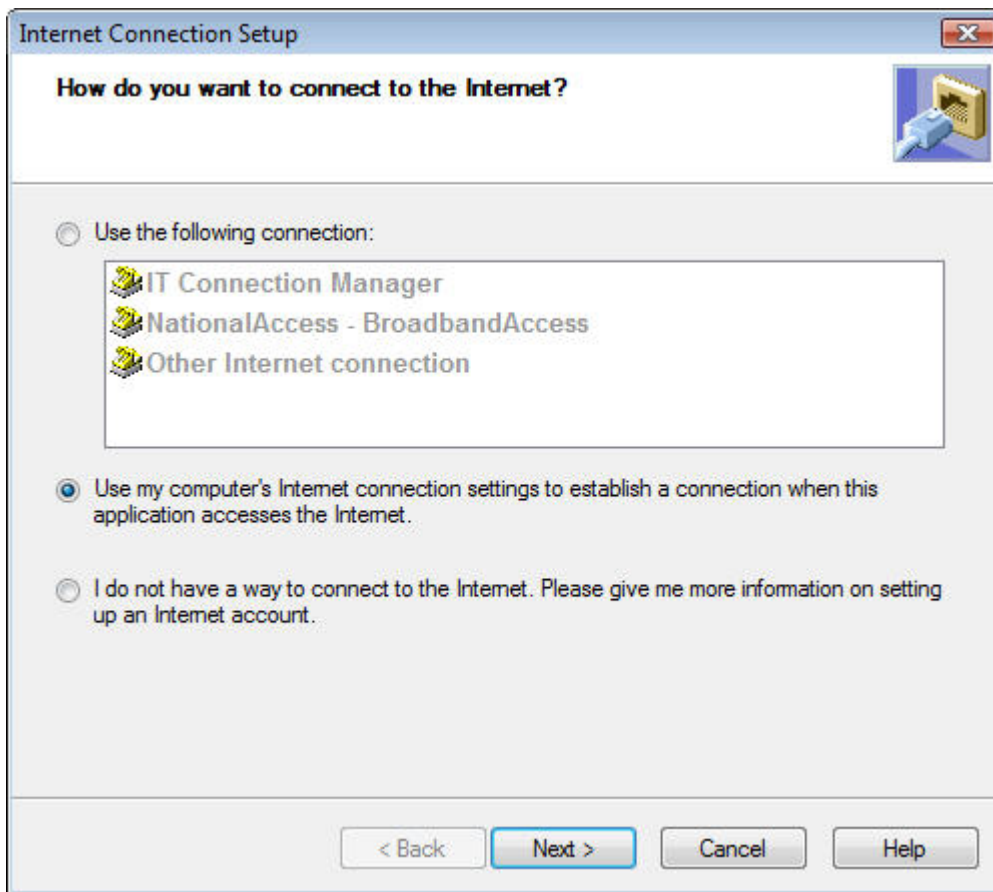 Internet Connection Setup
How do you want to connect to the Internet?
Use the following connection:
IT Connection Manager
NationalAccess - BroadbandAccess
Other Internet connection
Use my computer's Internet connection settings to establish a connection when this
application accesses the Internet.
I do not have a way to connect to the Internet. Please give me more information on setting
up an Internet account.
< Back Next > Cancel Help